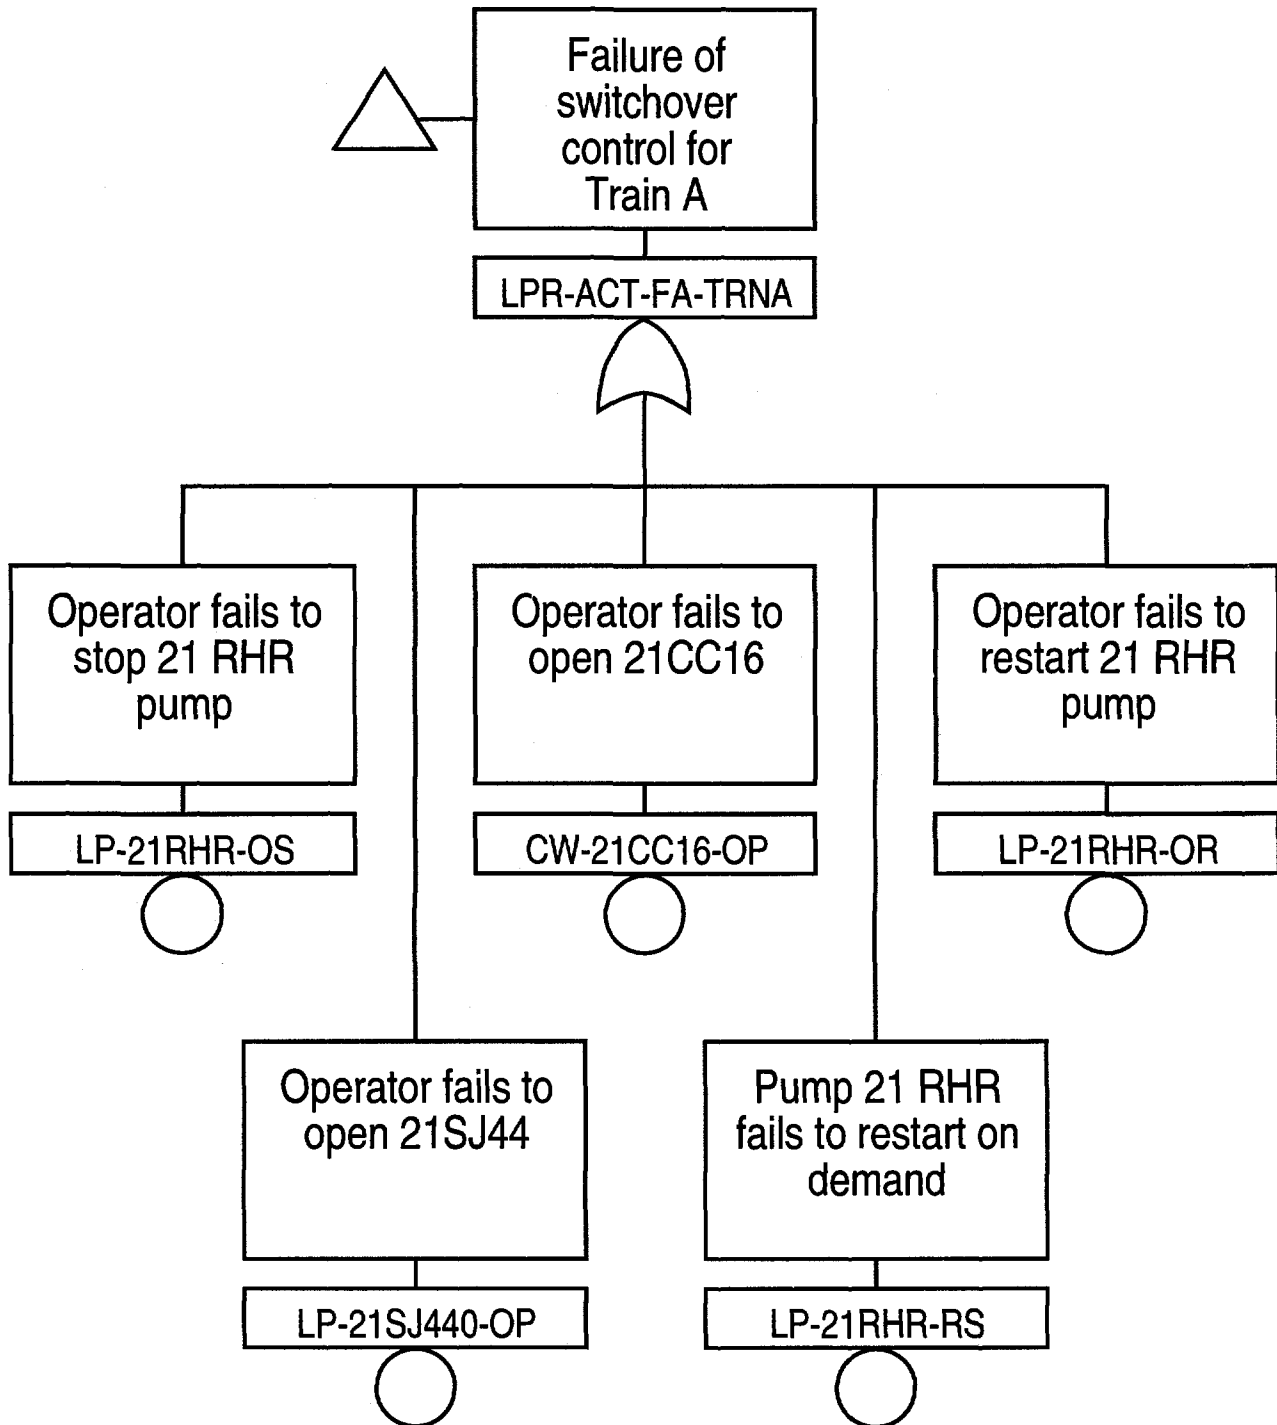 Failure of
switchover
control for
Train A
LPR-ACT-FA-TRNA
Operator fails to
stop 21 RHR
pump
LP-21RHR-OS
Operator fails to
open 21CC16
CW-21CC16-OP
Operator fails to
restart 21 RHR
pump
LP-21RHR-OR
Operator fails to
open 21SJ44
LP-21SJ440-OP
Pump 21 RHR
fails to restart on
demand
LP-21RHR-RS